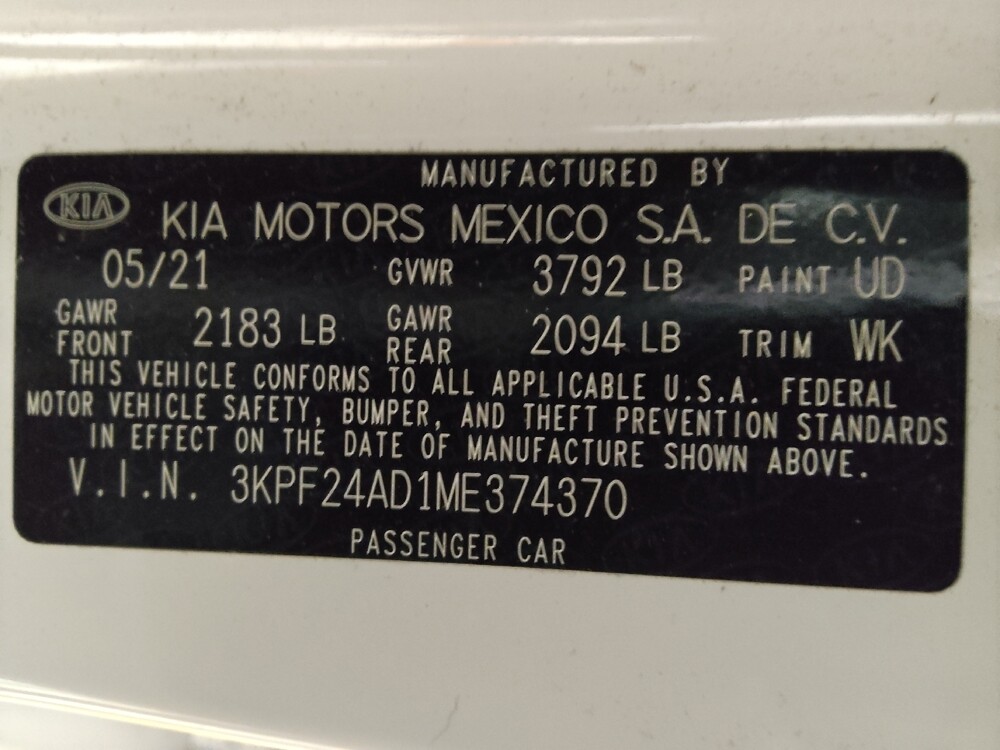 MANUFACTURED BY
KIA KIA MOTORS MEXICO S.A. DE C.V.
05/21 GVWR 3792 LB PAINT UD
GAWR FRONT 2183 LB GAWR REAR 2094 LB TRIM WK
THIS VEHICLE CONFORMS TO ALL APPLICABLE U.S.A. FEDERAL
MOTOR VEHICLE SAFETY, BUMPER, AND THEFT PREVENTION STANDARDS
IN EFFECT ON THE DATE OF MANUFACTURE SHOWN ABOVE.
V.I.N. 3KPF24AD1ME374370
PASSENGER CAR